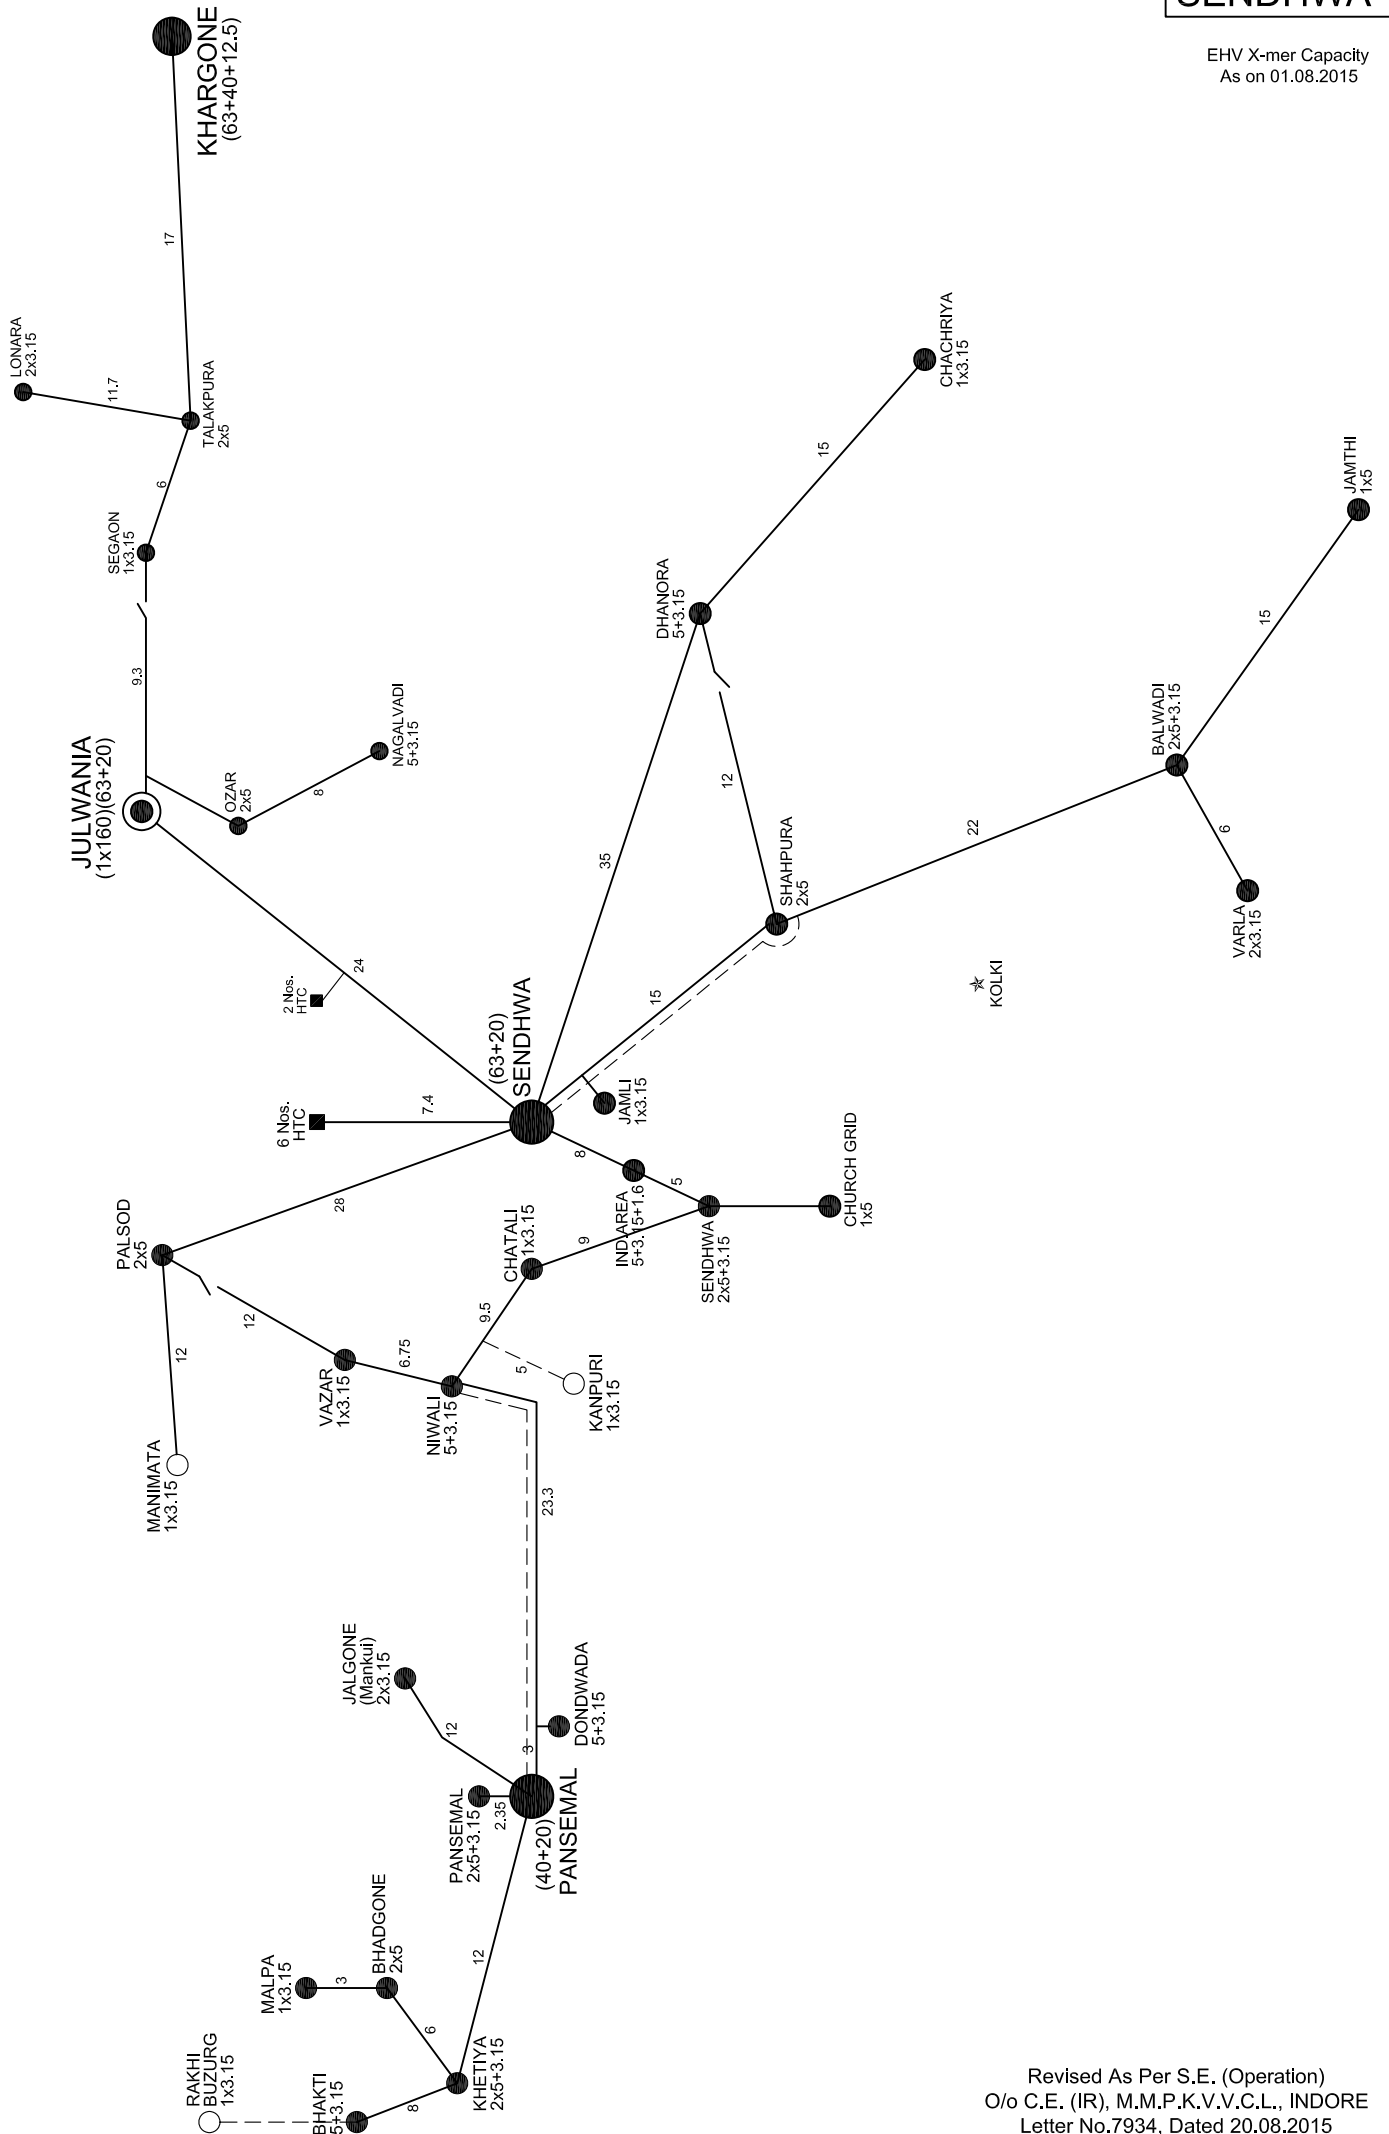 SENDHWA
EHV X-mer Capacity
As on 01.08.2015
KHARGONE
(63+40+12.5)
17
LONARA
2x3.15
11.7
TALAKPURA
2x5
6
SEGAON
1x3.15
9.3
JULWANIA
(1x160)(63+20)
OZAR
2x5
8
NAGALVADI
5+3.15
24
2 Nos.
HTC
6 Nos.
HTC
7.4
(63+20)
SENDHWA
35
DHANORA
5+3.15
15
CHACHRIYA
1x3.15
12
SHAHPURA
2x5
15
JAMLI
1x3.15
22
BALWADI
2x5+3.15
15
JAMTHI
1x5
6
VARLA
2x3.15
KOLKI
PALSOD
2x5
28
12
MANIMATA
1x3.15
12
VAZAR
1x3.15
6.75
NIWALI
5+3.15
9.5
CHATALI
1x3.15
5
KANPURI
1x3.15
9
8
IND.AREA
5+3.15+1.6
5
SENDHWA
2x5+3.15
CHURCH GRID
1x5
23.3
JALGONE
(Mankui)
2x3.15
12
3
DONDWADA
5+3.15
PANSEMAL
2x5+3.15
2.35
(40+20)
PANSEMAL
12
MALPA
1x3.15
3
BHADGONE
2x5
6
KHETIYA
2x5+3.15
8
BHAKTI
5+3.15
RAKHI
BUZURG
1x3.15
Revised As Per S.E. (Operation)
O/o C.E. (IR), M.M.P.K.V.V.C.L., INDORE
Letter No.7934, Dated 20.08.2015